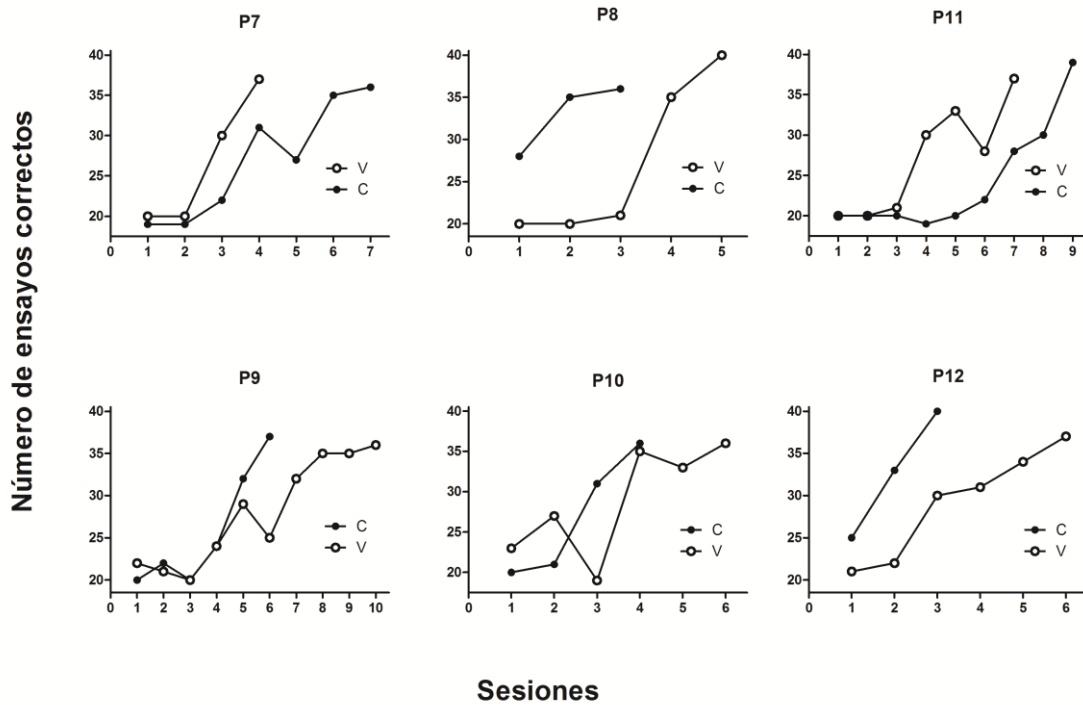 Número de ensayos correctos
P7
40
35
30
25
20
0 1 2 3 4 5 6 7
V
C
P8
40
35
30
25
20
0 1 2 3 4 5
V
C
P11
40
35
30
25
20
0 1 2 3 4 5 6 7 8 9
V
C
P9
40
35
30
25
20
0 1 2 3 4 5 6 7 8 9 10
C
V
P10
40
35
30
25
20
0 1 2 3 4 5 6
C
V
P12
40
35
30
25
20
0 1 2 3 4 5 6
C
V
Sesiones